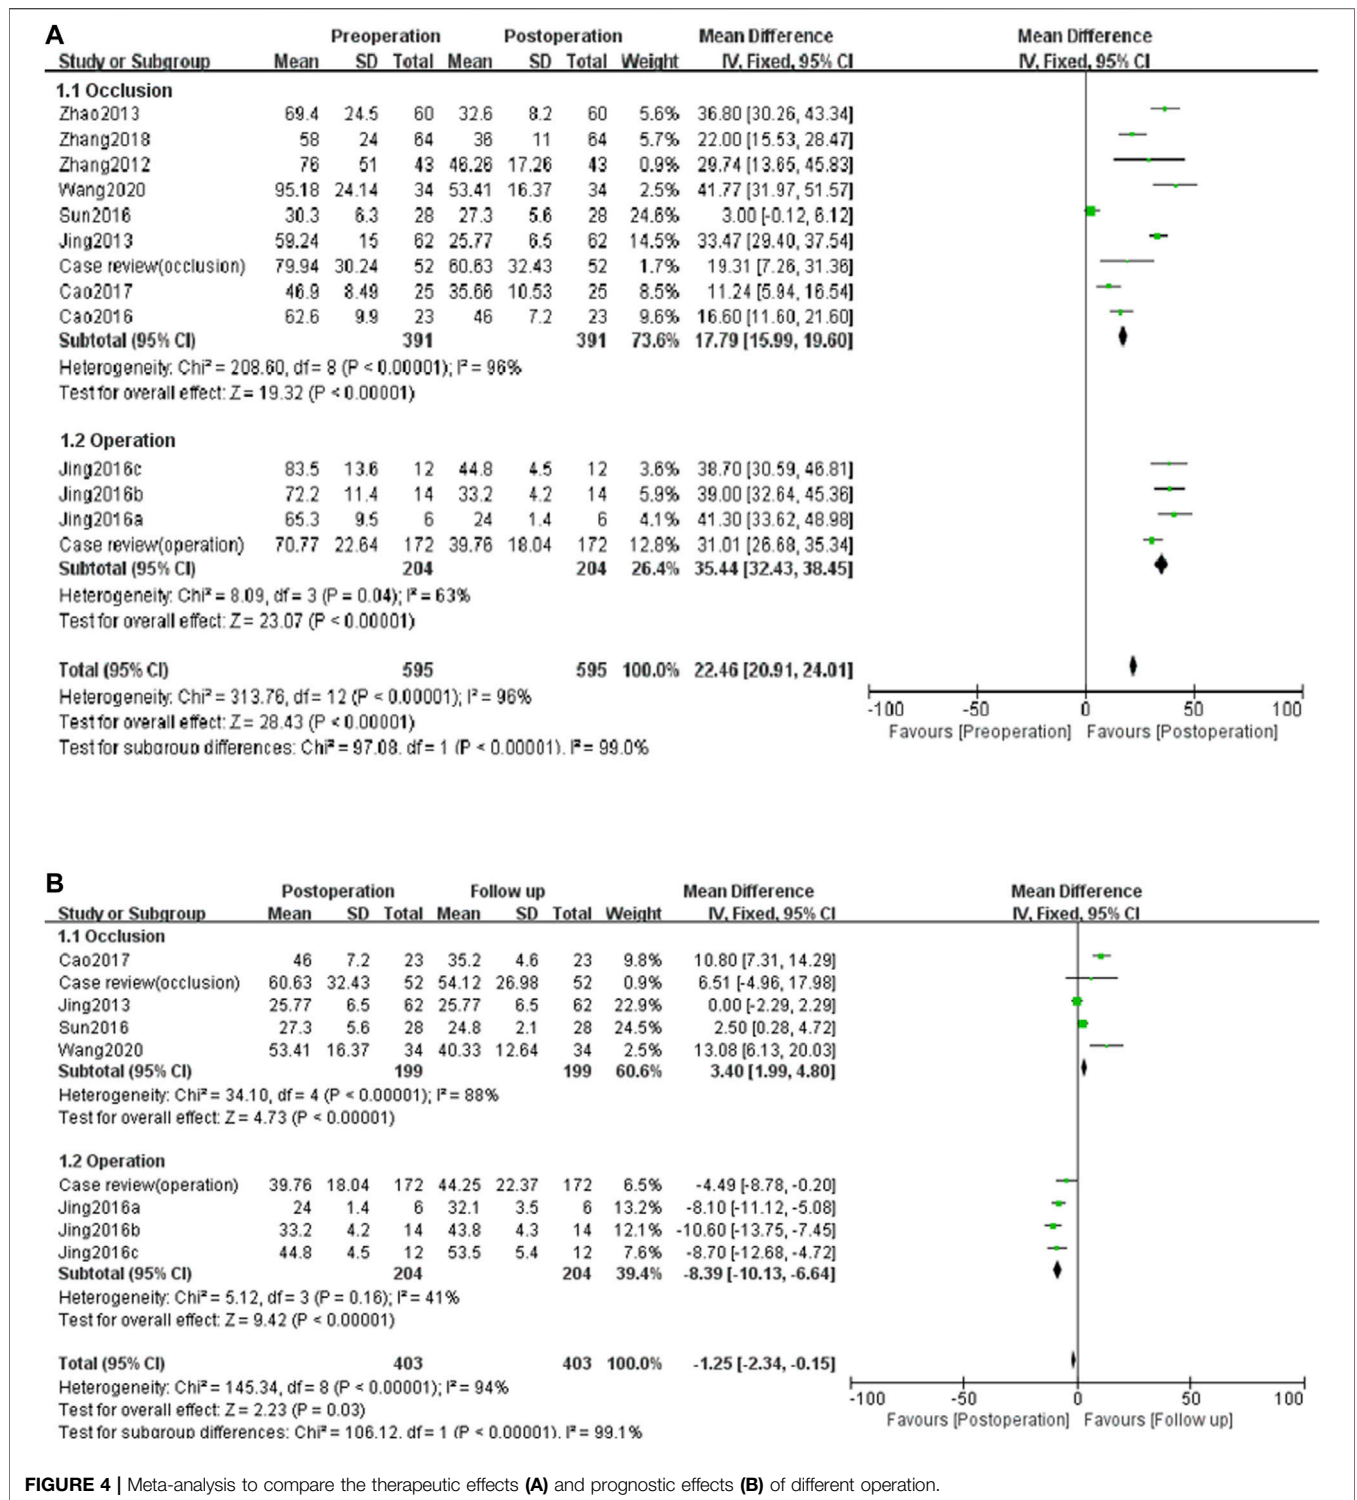 A
Preoperation Postoperation Mean Difference Mean Difference
Study or Subgroup Mean SD Total Mean SD Total Weight IV, Fixed, 95% CI IV, Fixed, 95% CI
1.1 Occlusion
Zhao2013 69.4 24.5 60 32.6 8.2 60 5.6% 36.80 [30.26, 43.34]
Zhang2018 58 24 64 36 11 64 5.7% 22.00 [15.53, 28.47]
Zhang2012 76 51 43 46.26 17.26 43 0.9% 29.74 [13.65, 45.83]
Wang2020 95.18 24.14 34 53.41 16.37 34 2.5% 41.77 [31.97, 51.57]
Sun2016 30.3 6.3 28 27.3 5.6 28 24.6% 3.00 [-0.12, 6.12]
Jing2013 59.24 15 62 25.77 6.5 62 14.5% 33.47 [29.40, 37.54]
Case review(occlusion) 79.94 30.24 52 60.63 32.43 52 1.7% 19.31 [7.26, 31.36]
Cao2017 46.9 8.49 25 35.66 10.53 25 8.5% 11.24 [5.94, 16.54]
Cao2016 62.6 9.9 23 46 7.2 23 9.6% 16.60 [11.60, 21.60]
Subtotal (95% CI) 391 391 73.6% 17.79 [15.99, 19.60]
Heterogeneity: Chi² = 208.60, df = 8 (P < 0.00001); I² = 96%
Test for overall effect: Z = 19.32 (P < 0.00001)
1.2 Operation
Jing2016c 83.5 13.6 12 44.8 4.5 12 3.6% 38.70 [30.59, 46.81]
Jing2016b 72.2 11.4 14 33.2 4.2 14 5.9% 39.00 [32.64, 45.36]
Jing2016a 65.3 9.5 6 24 1.4 6 4.1% 41.30 [33.62, 48.98]
Case review(operation) 70.77 22.64 172 39.76 18.04 172 12.8% 31.01 [26.68, 35.34]
Subtotal (95% CI) 204 204 26.4% 35.44 [32.43, 38.45]
Heterogeneity: Chi² = 8.09, df = 3 (P = 0.04); I² = 63%
Test for overall effect: Z = 23.07 (P < 0.00001)
Total (95% CI) 595 595 100.0% 22.46 [20.91, 24.01]
Heterogeneity: Chi² = 313.76, df = 12 (P < 0.00001); I² = 96%
Test for overall effect: Z = 28.43 (P < 0.00001)
Test for subgroup differences: Chi² = 97.08. df = 1 (P < 0.00001). I² = 99.0%
-100 -50 0 50 100
Favours [Preoperation] Favours [Postoperation]
B
Postoperation Follow up Mean Difference Mean Difference
Study or Subgroup Mean SD Total Mean SD Total Weight IV, Fixed, 95% CI IV, Fixed, 95% CI
1.1 Occlusion
Cao2017 46 7.2 23 35.2 4.6 23 9.8% 10.80 [7.31, 14.29]
Case review(occlusion) 60.63 32.43 52 54.12 26.98 52 0.9% 6.51 [-4.96, 17.98]
Jing2013 25.77 6.5 62 25.77 6.5 62 22.9% 0.00 [-2.29, 2.29]
Sun2016 27.3 5.6 28 24.8 2.1 28 24.5% 2.50 [0.28, 4.72]
Wang2020 53.41 16.37 34 40.33 12.64 34 2.5% 13.08 [6.13, 20.03]
Subtotal (95% CI) 199 199 60.6% 3.40 [1.99, 4.80]
Heterogeneity: Chi² = 34.10, df = 4 (P < 0.00001); I² = 88%
Test for overall effect: Z = 4.73 (P < 0.00001)
1.2 Operation
Case review(operation) 39.76 18.04 172 44.25 22.37 172 6.5% -4.49 [-8.78, -0.20]
Jing2016a 24 1.4 6 32.1 3.5 6 13.2% -8.10 [-11.12, -5.08]
Jing2016b 33.2 4.2 14 43.8 4.3 14 12.1% -10.60 [-13.75, -7.45]
Jing2016c 44.8 4.5 12 53.5 5.4 12 7.6% -8.70 [-12.68, -4.72]
Subtotal (95% CI) 204 204 39.4% -8.39 [-10.13, -6.64]
Heterogeneity: Chi² = 5.12, df = 3 (P = 0.16); I² = 41%
Test for overall effect: Z = 9.42 (P < 0.00001)
Total (95% CI) 403 403 100.0% -1.25 [-2.34, -0.15]
Heterogeneity: Chi² = 145.34, df = 8 (P < 0.00001); I² = 94%
Test for overall effect: Z = 2.23 (P = 0.03)
Test for subgroup differences: Chi² = 106.12. df = 1 (P < 0.00001). I² = 99.1%
-100 -50 0 50 100
Favours [Postoperation] Favours [Follow up]
FIGURE 4 | Meta-analysis to compare the therapeutic effects (A) and prognostic effects (B) of different operation.